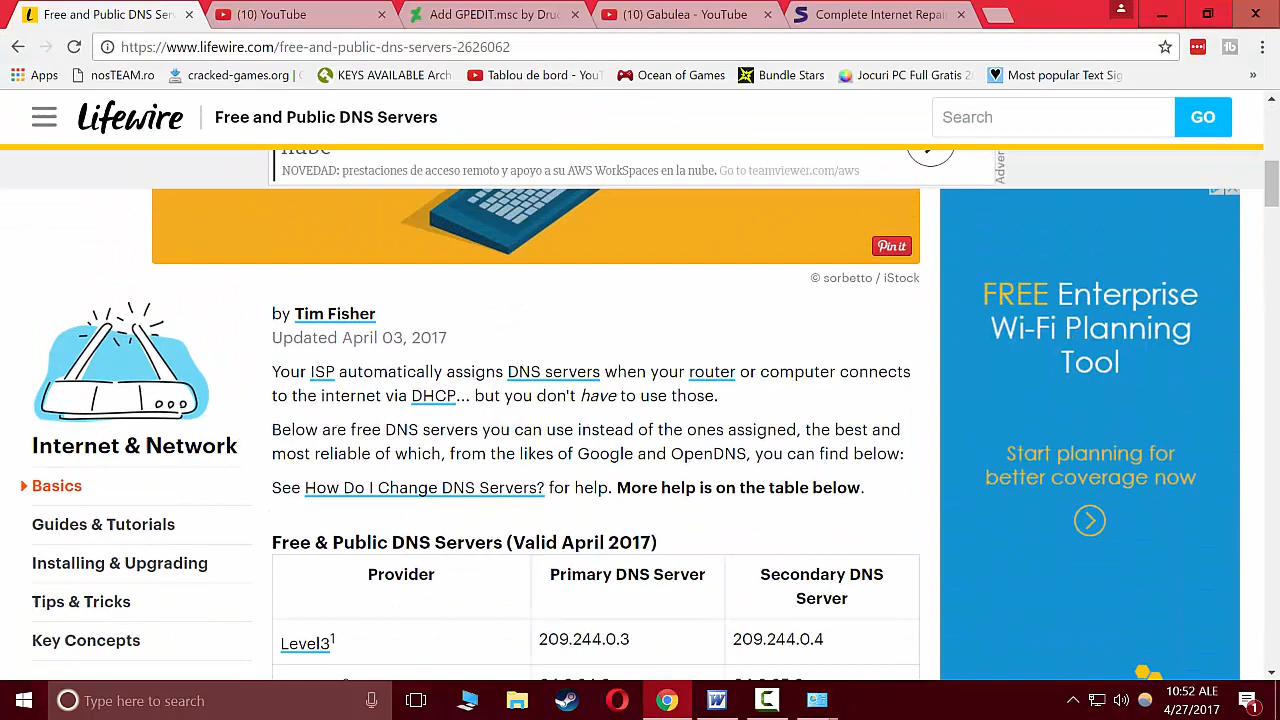 Free and Public DNS Serv
(10) YouTube
Add GPEDIT.msc by Druc
(10) Gabulea - YouTube
Complete Internet Repai
https://www.lifewire.com/free-and-public-dns-servers-2626062
Apps
nosTEAM.ro
cracked-games.org | G
KEYS AVAILABLE Arch
Tablou de bord - YouT
Ocean of Games
Bundle Stars
Jocuri PC Full Gratis 2
Most popular Text Sig
»
Lifewire
Free and Public DNS Servers
Search
GO
NOVEDAD: prestaciones de acceso remoto y apoyo a su AWS WorkSpaces en la nube. Go to teamviewer.com/aws
Adver
Pin it
© sorbetto / iStock
by Tim Fisher
Updated April 03, 2017
Your ISP automatically assigns DNS servers when your router or computer connects
to the internet via DHCP... but you don't have to use those.
Below are free DNS servers you can use instead of the ones assigned, the best and
most reliable of which, from the likes of Google and OpenDNS, you can find below:
See How Do I Change DNS Servers? for help. More help is on the table below.
Free & Public DNS Servers (Valid April 2017)
Provider
Primary DNS Server
Secondary DNS
Server
Level3¹
209.244.0.3
209.244.0.4
Internet & Network
Basics
Guides & Tutorials
Installing & Upgrading
Tips & Tricks
Key Concepts
FREE Enterprise
Wi-Fi Planning
Tool
Start planning for
better coverage now
Type here to search
10:52 ALE
4/27/2017
1